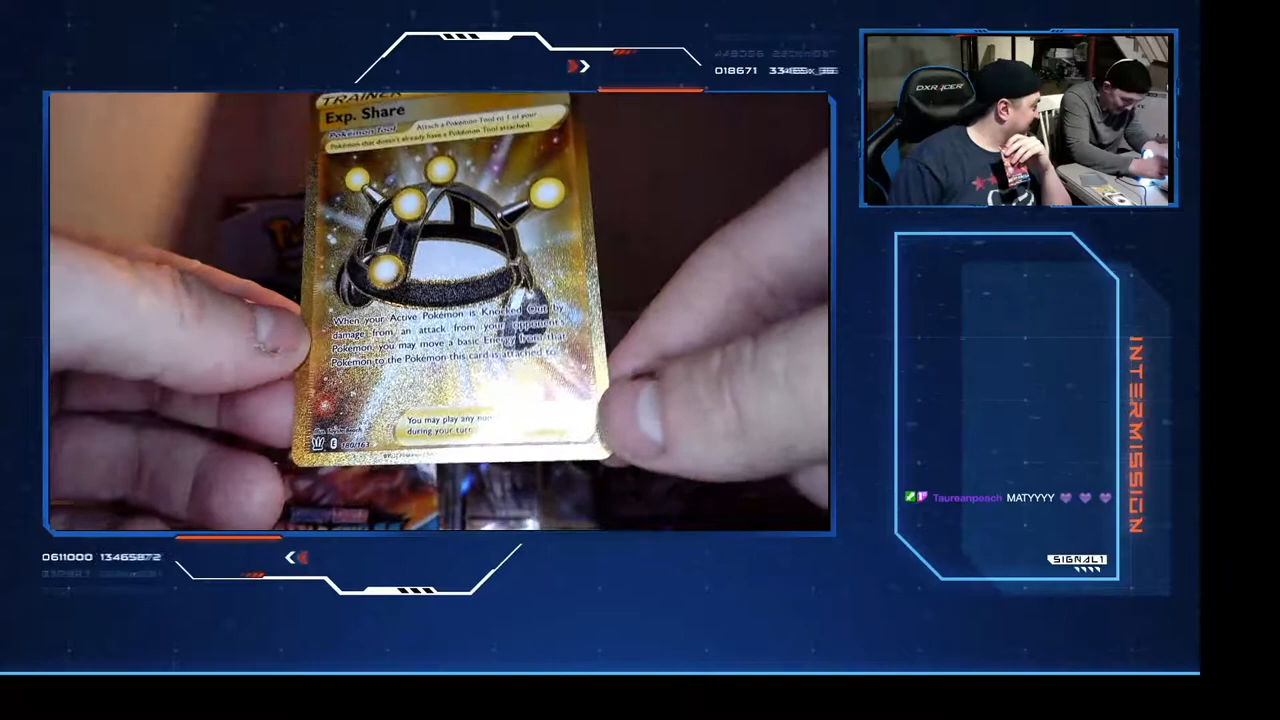 018671
DXRACER
TRAINER
Exp. Share
Pokémon Tool
Attach a Pokémon Tool to 1 of your
Pokémon that doesn't already have a Pokémon Tool attached.
When your Active Pokémon is Knocked Out by
damage from an attack from your opponent's
Pokémon, you may move a basic Energy from that
Pokémon to the Pokémon this card is attached to.
You may play any
during your turn
E 180/163
INTERMISSION
Taureanpeach MATYYYY
SIGNAL1
0611000 13465872